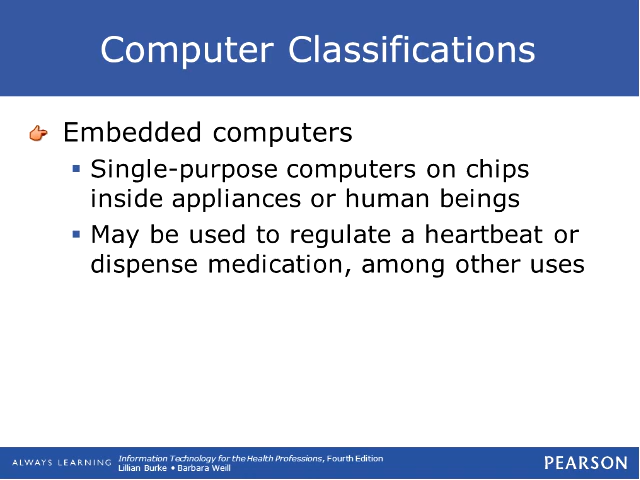 Computer Classifications
Embedded computers
▪ Single-purpose computers on chips
inside appliances or human beings
▪ May be used to regulate a heartbeat or
dispense medication, among other uses
ALWAYS LEARNING
Information Technology for the Health Professions, Fourth Edition
Lillian Burke ♦ Barbara Weill
PEARSON